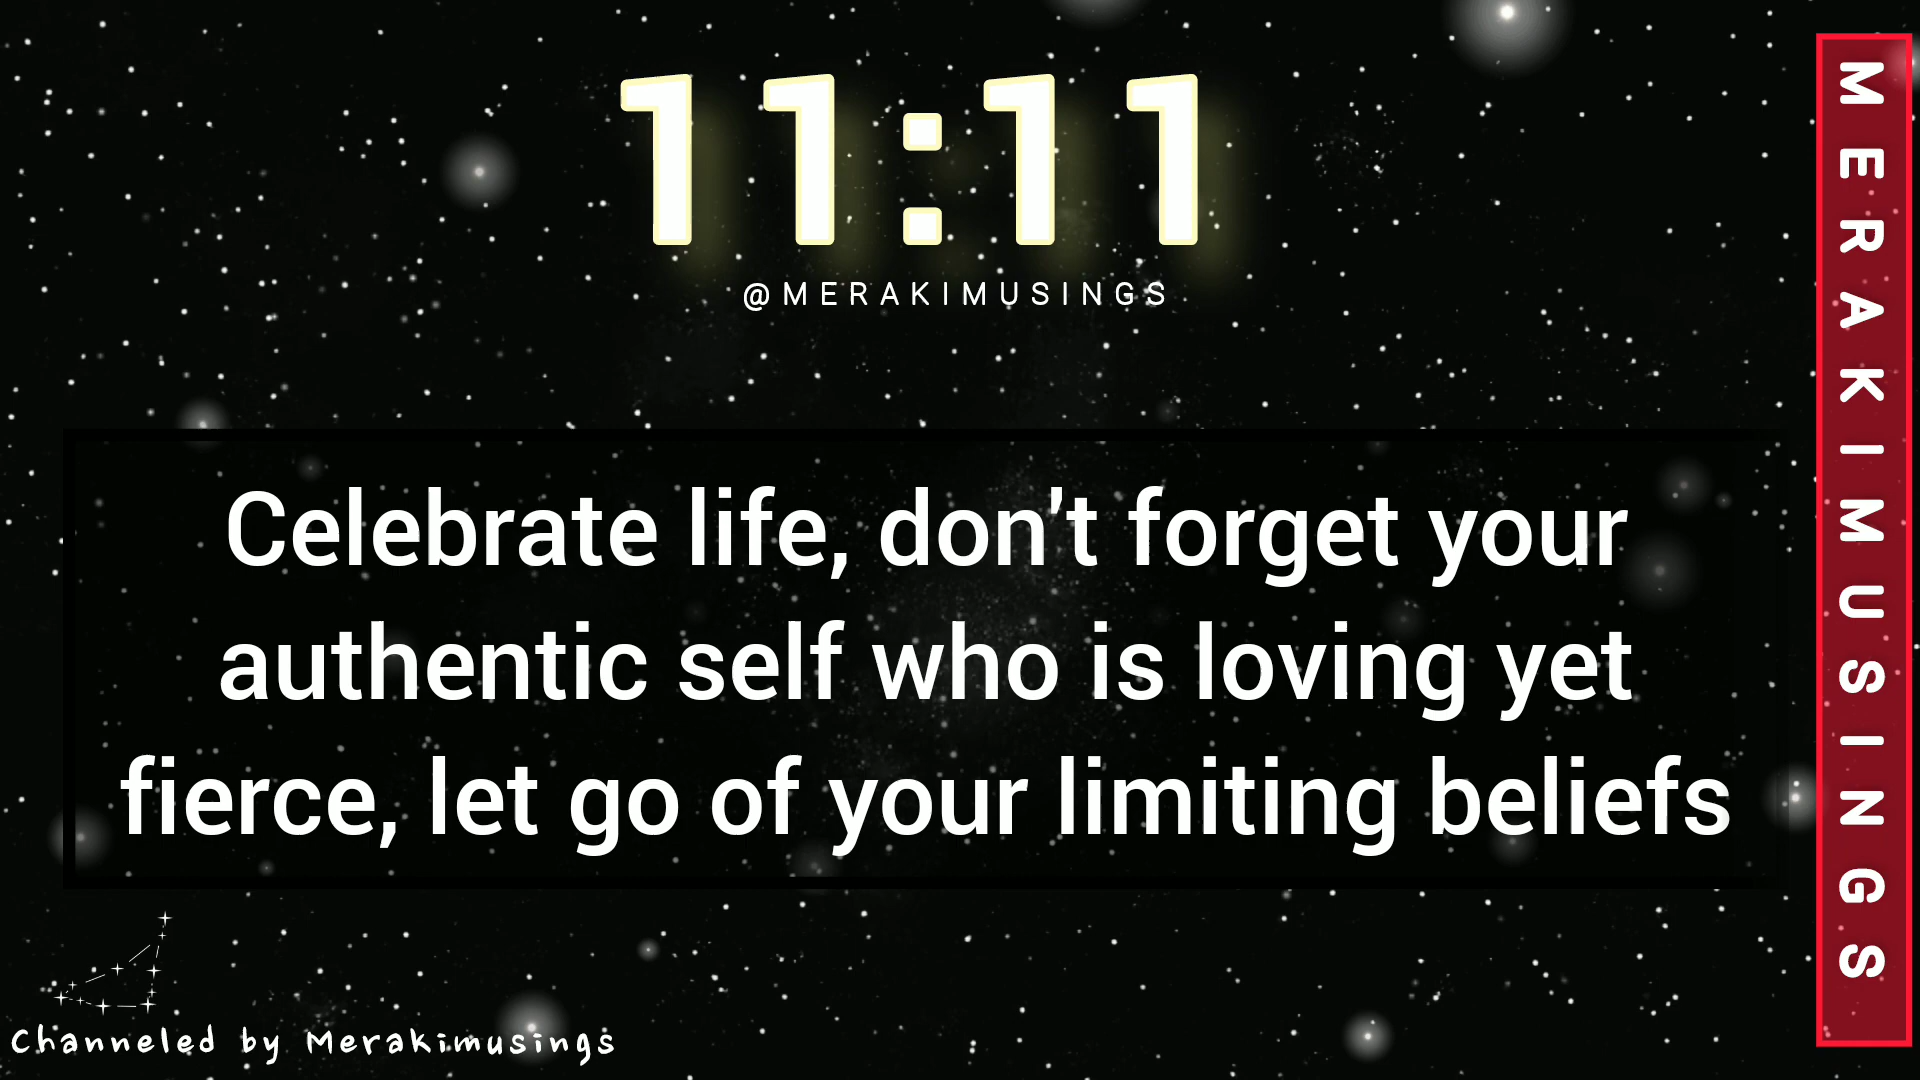 11:11
@MERAKIMUSINGS
Celebrate life, don't forget your
authentic self who is loving yet
fierce, let go of your limiting beliefs
Channeled by Merakimusings
MERAKIMUSINGS